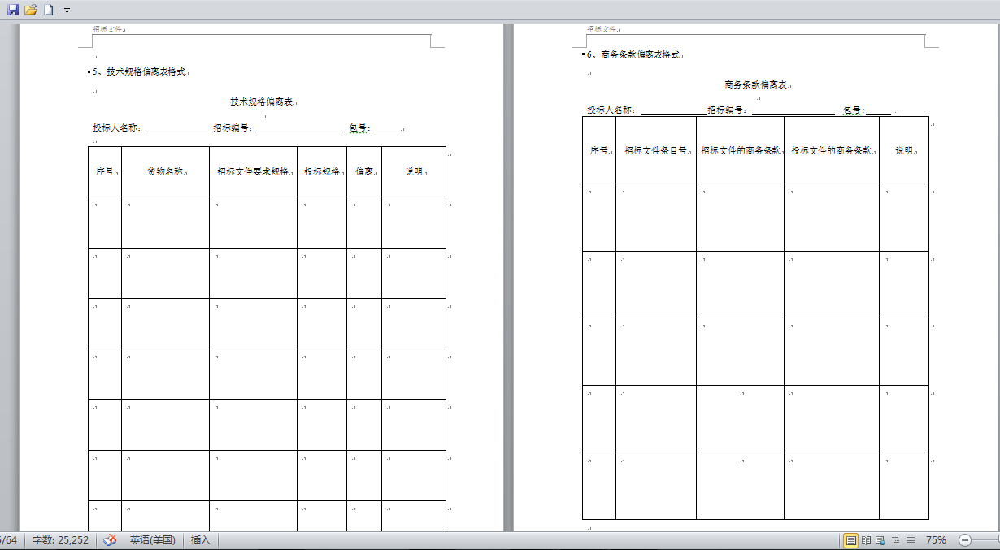 招标文件
5、技术规格偏离表格式
技术规格偏离表
投标人名称： 招标编号： 包号:
序号 货物名称 招标文件要求规格 投标规格 偏离 说明
招标文件
6、商务条款偏离表格式
商务条款偏离表
投标人名称： 招标编号： 包号:
序号 招标文件条目号 招标文件的商务条款 投标文件的商务条款 说明
/64 字数: 25,252 英语(美国) 插入 75%